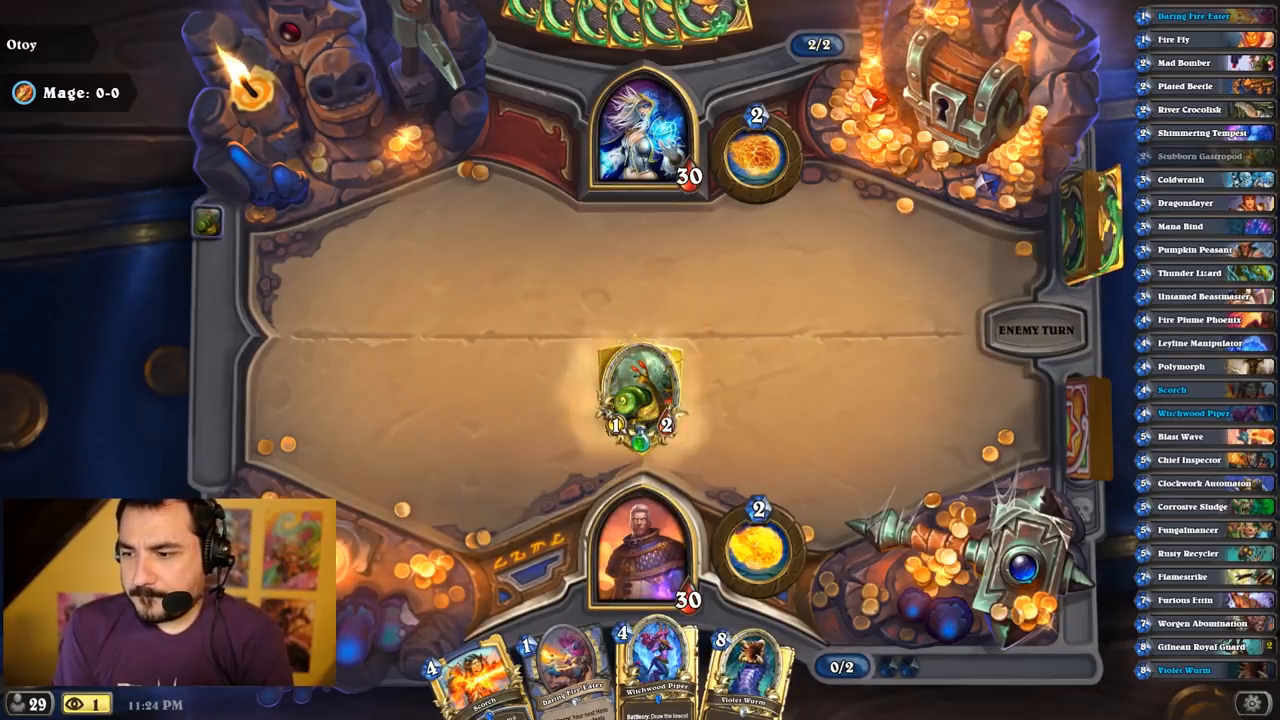 Otoy
Mage: 0-0
2/2
2
30
ENEMY TURN
1 2
2
30
0/2
4 Scorch
1 Daring Fire-Eater
4 Witchwood Piper
Battlecry: Draw the lowest
8 Violet Wurm
29
1
11:24 PM
1 Daring Fire-Eater
1 Fire Fly
2 Mad Bomber
2 Plated Beetle
2 River Crocolisk
2 Shimmering Tempest
2 Stubborn Gastropod
3 Coldwraith
3 Dragonslayer
3 Mana Bind
3 Pumpkin Peasant
3 Thunder Lizard
3 Untamed Beastmaster
4 Fire Plume Phoenix
4 Leyline Manipulator
4 Polymorph
4 Scorch
4 Witchwood Piper
5 Blast Wave
5 Chief Inspector
5 Clockwork Automaton
5 Corrosive Sludge
5 Fungalmancer
5 Rusty Recycler
7 Flamestrike
7 Furious Ettin
7 Worgen Abomination
8 Gilnean Royal Guard 2
8 Violet Wurm